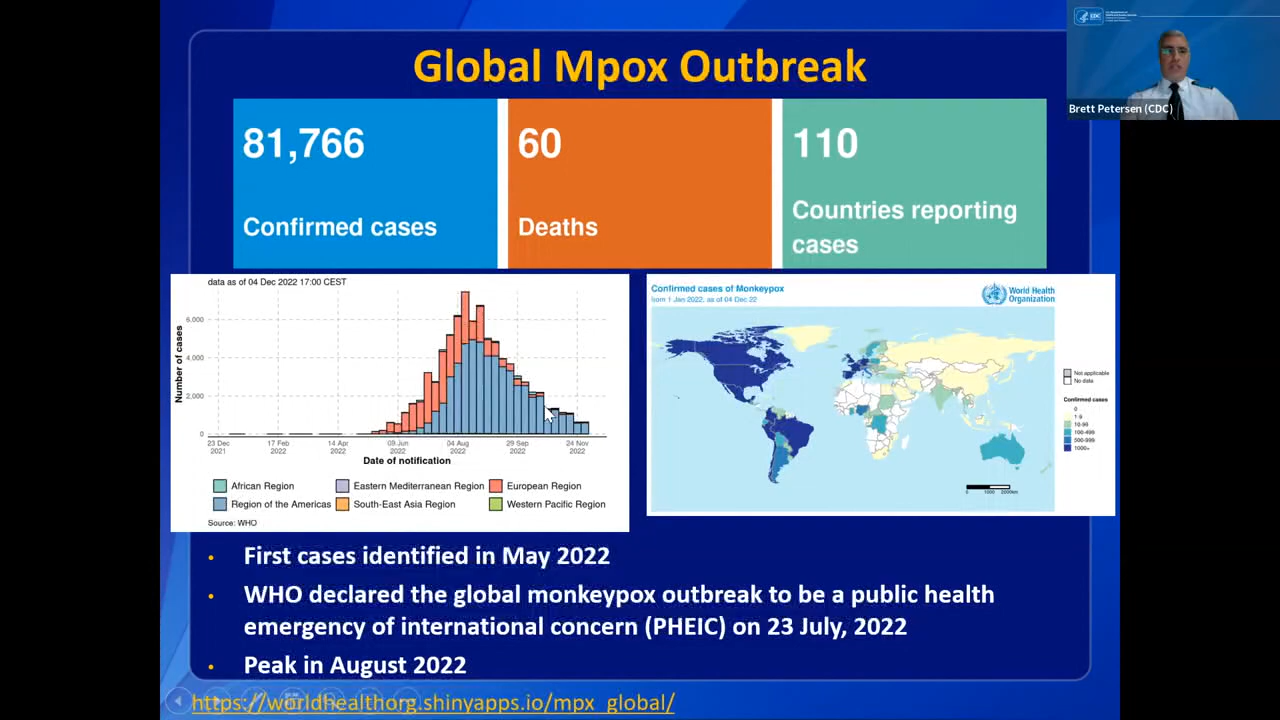 Global Mpox Outbreak
CDC
Brett Petersen (CDC)
81,766
Confirmed cases
60
Deaths
110
Countries reporting
cases
data as of 04 Dec 2022 17:00 CEST
Number of cases
6,000
4,000
2,000
0
23 Dec 2021
17 Feb 2022
14 Apr 2022
09 Jun 2022
04 Aug 2022
29 Sep 2022
24 Nov 2022
Date of notification
African Region
Eastern Mediterranean Region
European Region
Region of the Americas
South-East Asia Region
Western Pacific Region
Source: WHO
Confirmed cases of Monkeypox
from 1 Jan 2022, as of 04 Dec 22
World Health
Organization
Not applicable
No data
Confirmed cases
0
1-9
10-99
100-499
500-999
1000+
0 1000 2000km
• First cases identified in May 2022
• WHO declared the global monkeypox outbreak to be a public health
emergency of international concern (PHEIC) on 23 July, 2022
• Peak in August 2022
https://worldhealthorg.shinyapps.io/mpx_global/